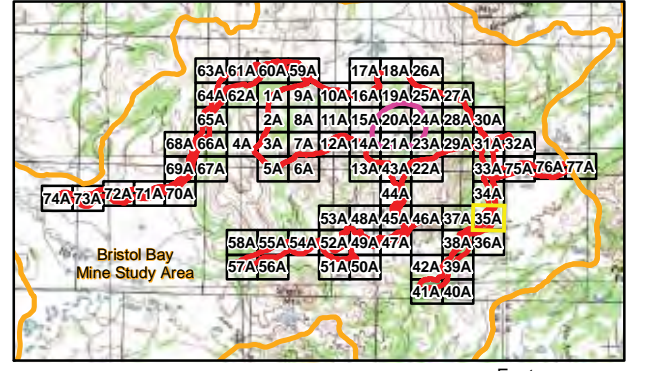 63A 61A 60A 59A 17A 18A 26A
64A 62A 1A 9A 10A 16A 19A 25A 27A
65A 2A 8A 11A 15A 20A 24A 28A 30A
68A 66A 4A 3A 7A 12A 14A 21A 23A 29A 31A 32A
69A 67A 5A 6A 13A 43A 22A 33A 75A 76A 77A
74A 73A 72A 71A 70A 44A 34A
53A 48A 45A 46A 37A 35A
58A 55A 54A 52A 49A 47A 38A 36A
Bristol Bay
Mine Study Area
57A 56A 51A 50A 42A 39A
41A 40A